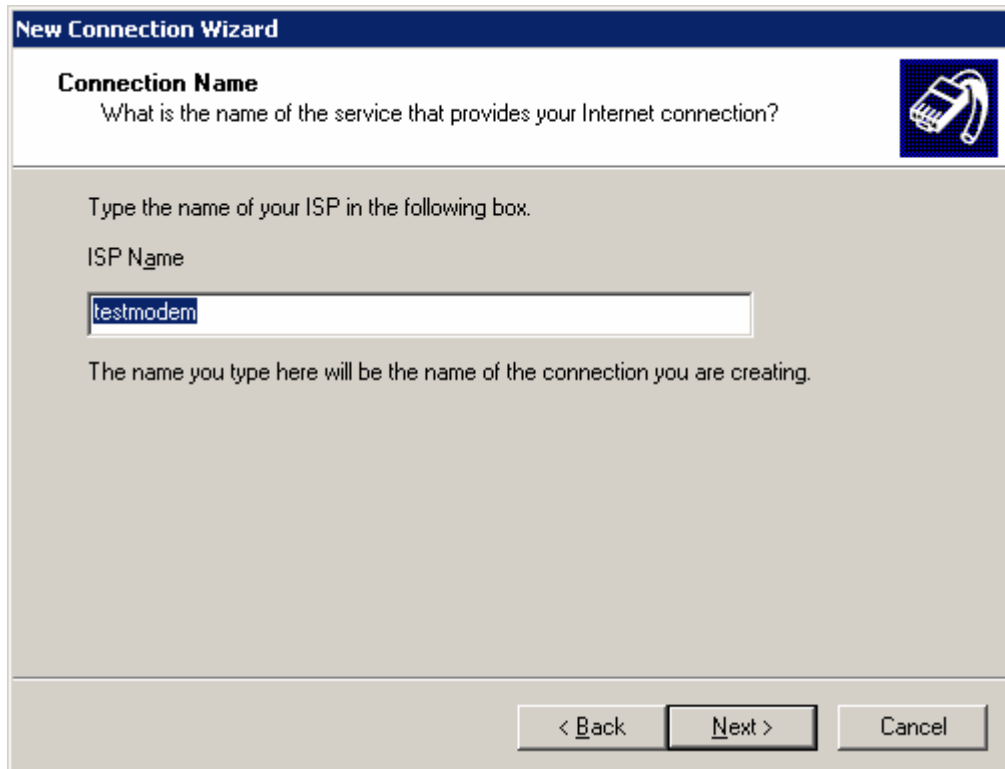 New Connection Wizard
Connection Name
What is the name of the service that provides your Internet connection?
Type the name of your ISP in the following box.
ISP Name
testmodem
The name you type here will be the name of the connection you are creating.
< Back Next > Cancel